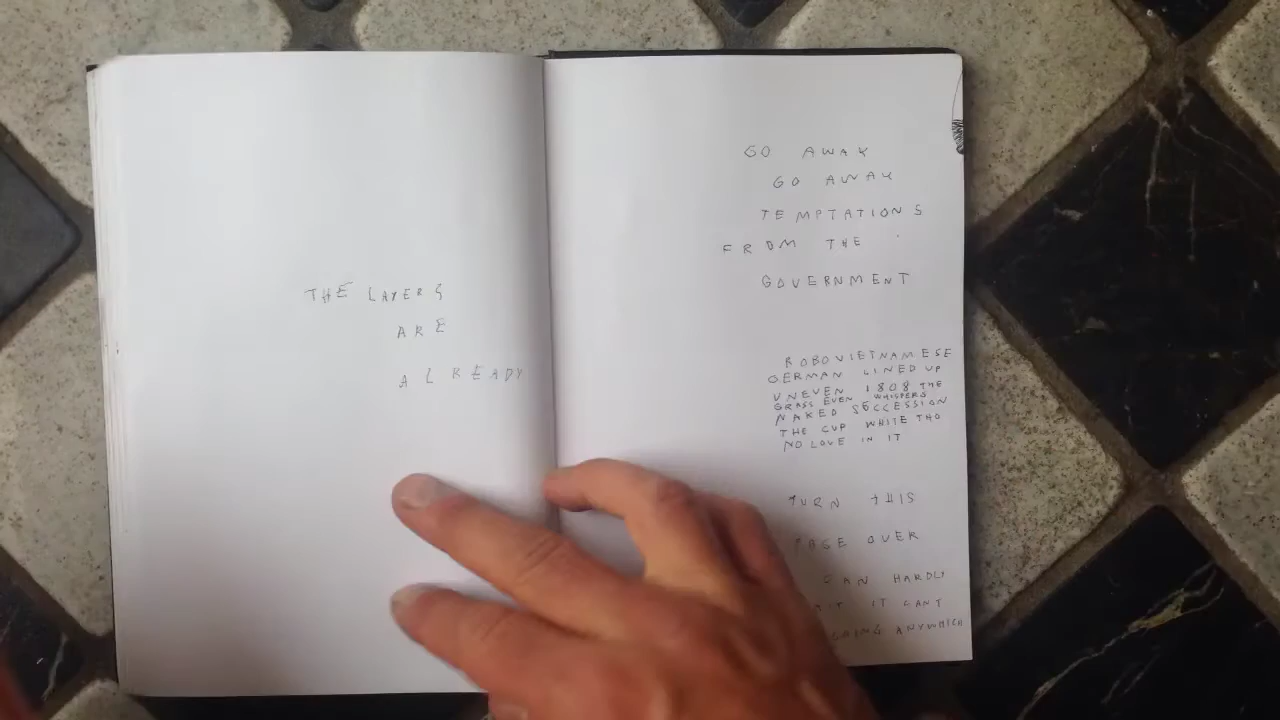 THE LAYERS
ARE
ALREADY
GO AWAY
GO AWAY
TEMPTATIONS
FROM THE
GOVERNMENT
ROBOVIETNAMESE
GERMAN LINED UP
UNEVEN 1808 THE
GRASS EVEN WHISPERS
NAKED SECCESSION
THE CUP WHITE THO
NO LOVE IN IT
TURN THIS
PAGE OVER
CAN HARDLY
IT CANT
ANYWHICH